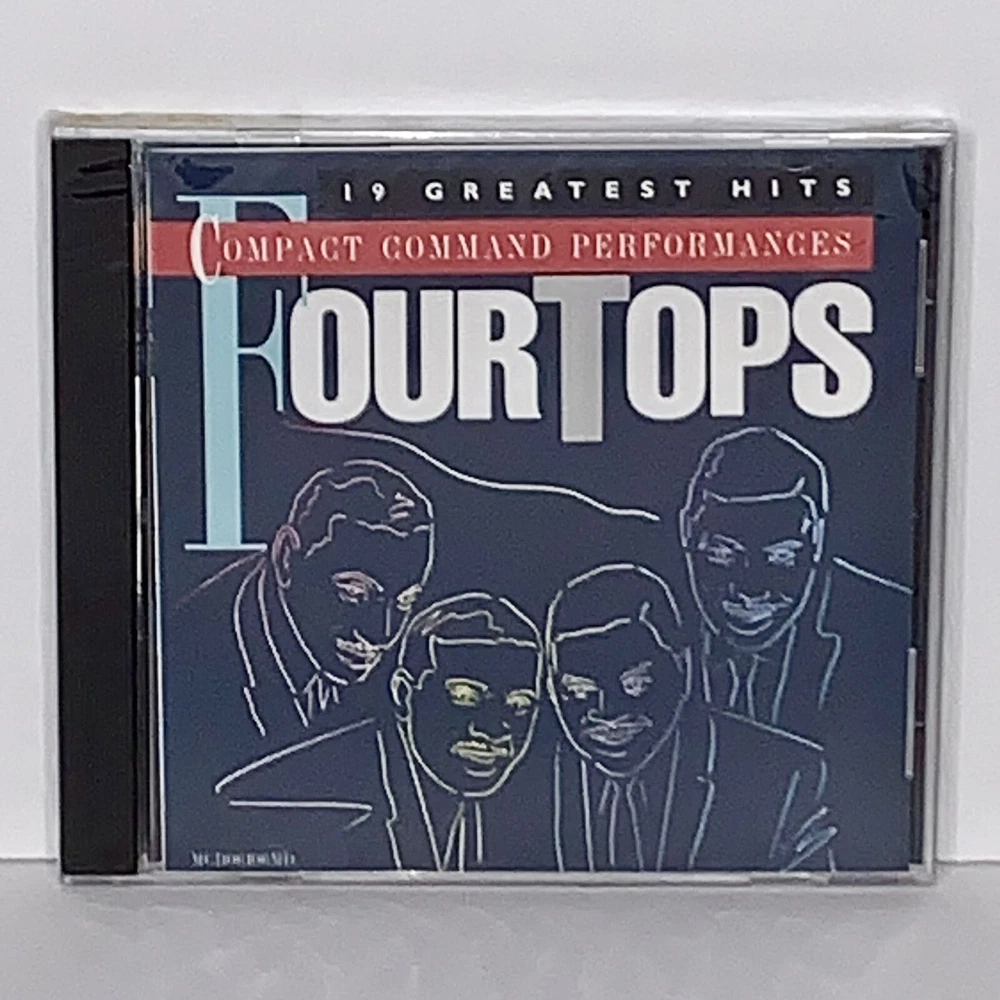 19 GREATEST HITS
COMPACT COMMAND PERFORMANCES
FOUR TOPS